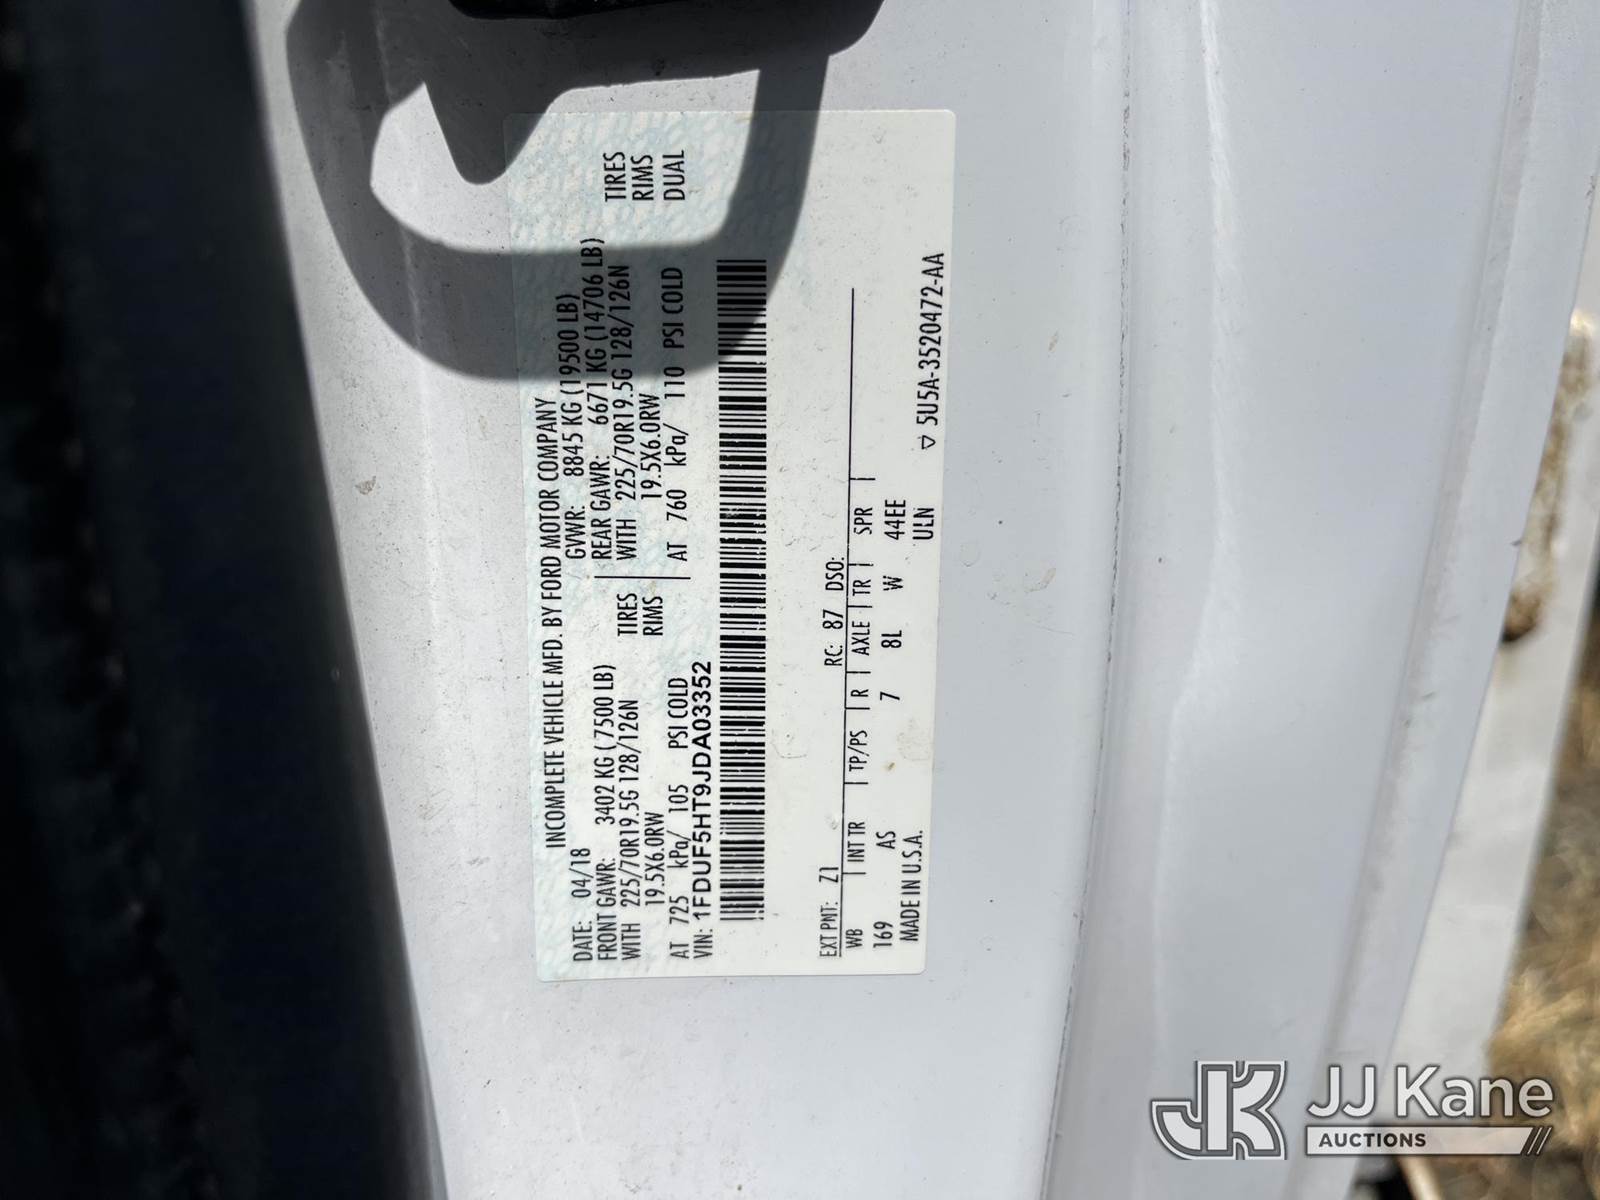 INCOMPLETE VEHICLE MFD. BY FORD MOTOR COMPANY
DATE: 04/18 GVWR: 8845 KG (19500 LB)
FRONT GAWR: 3402 KG (7500 LB) REAR GAWR: 6671 KG (14706 LB)
WITH 225/70R19.5G 128/126N TIRES WITH 225/70R19.5G 128/126N TIRES
19.5X6.0RW RIMS 19.5X6.0RW RIMS
AT 725 kPa/ 105 PSI COLD AT 760 kPa/ 110 PSI COLD DUAL
VIN: 1FDUF5HT9JDA03352
EXT PNT: Z1 RC: 87 DSO:
WB INT TR TP/PS R AXLE TR SPR
169 AS 7 8L W 44EE
MADE IN U.S.A. ULN
▽ 5U5A-3520472-AA
JK JJ Kane
AUCTIONS